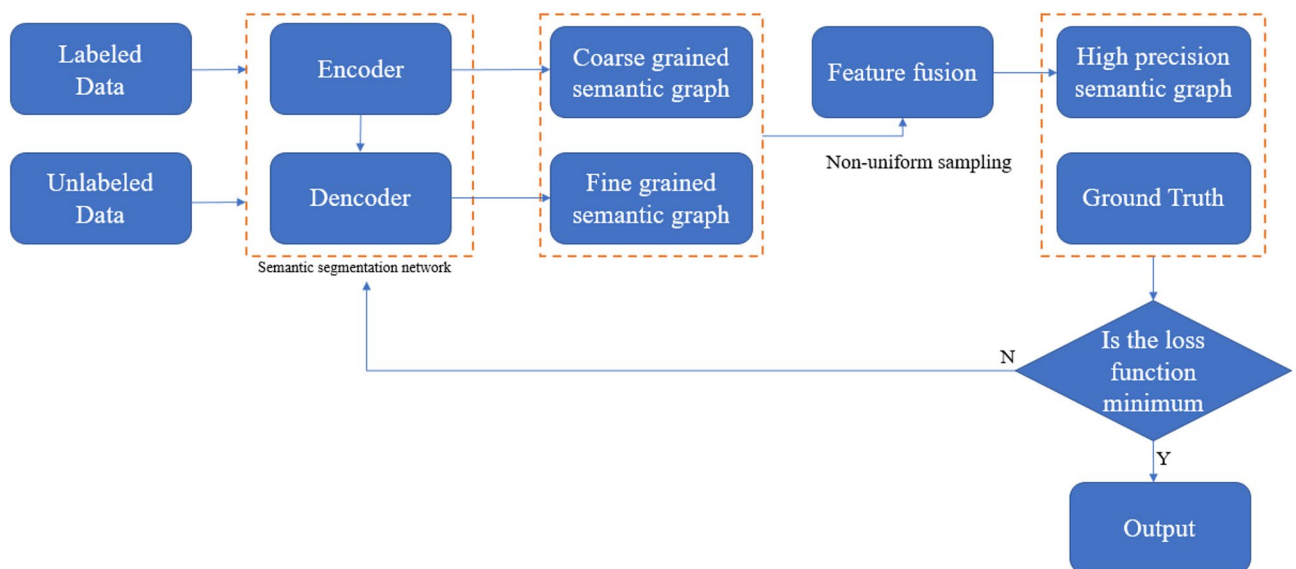 Labeled
Data
Encoder
Coarse grained
semantic graph
Feature fusion
High precision
semantic graph
Unlabeled
Data
Dencoder
Fine grained
semantic graph
Non-uniform sampling
Ground Truth
Semantic segmentation network
N
Is the loss
function
minimum
Y
Output